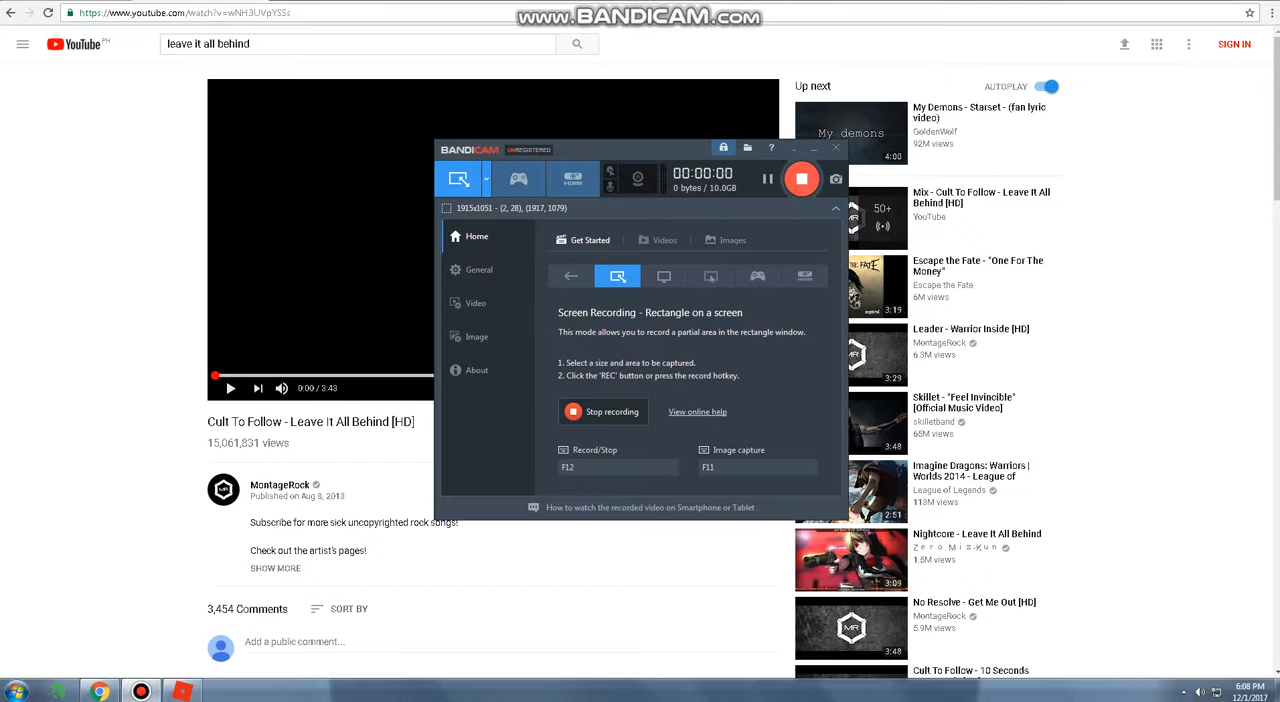 https://www.youtube.com/watch?v=wNH3UVpYSSs
www.BANDICAM.com
YouTube PH
leave it all behind
SIGN IN
Up next
AUTOPLAY
My demons
4:00
My Demons - Starset - (fan lyric
video)
GoldenWolf
92M views
BANDICAM UNREGISTERED
?
HDMI
00:00:00
0 bytes / 10.0GB
1915x1051 - (2, 28), (1917, 1079)
Home
General
Video
Image
About
Get Started
Videos
Images
Screen Recording - Rectangle on a screen
This mode allows you to record a partial area in the rectangle window.
1. Select a size and area to be captured.
2. Click the 'REC' button or press the record hotkey.
Stop recording
View online help
Record/Stop
Image capture
F12
F11
How to watch the recorded video on Smartphone or Tablet
50+
Mix - Cult To Follow - Leave It All
Behind [HD]
YouTube
3:19
Escape the Fate - "One For The
Money"
Escape the Fate
6M views
3:29
Leader - Warrior Inside [HD]
MontageRock
6.3M views
3:48
Skillet - "Feel Invincible"
[Official Music Video]
skilletband
65M views
2:51
Imagine Dragons: Warriors |
Worlds 2014 - League of
League of Legends
113M views
3:09
Nightcore - Leave It All Behind
Zero.Miz-Kun
1.5M views
MR
3:48
No Resolve - Get Me Out [HD]
MontageRock
5.9M views
Cult To Follow - 10 Seconds
0:00 / 3:43
Cult To Follow - Leave It All Behind [HD]
15,061,831 views
MR
MontageRock
Published on Aug 8, 2013
Subscribe for more sick uncopyrighted rock songs!
Check out the artist's pages!
SHOW MORE
3,454 Comments
SORT BY
Add a public comment...
6:08 PM
12/1/2017